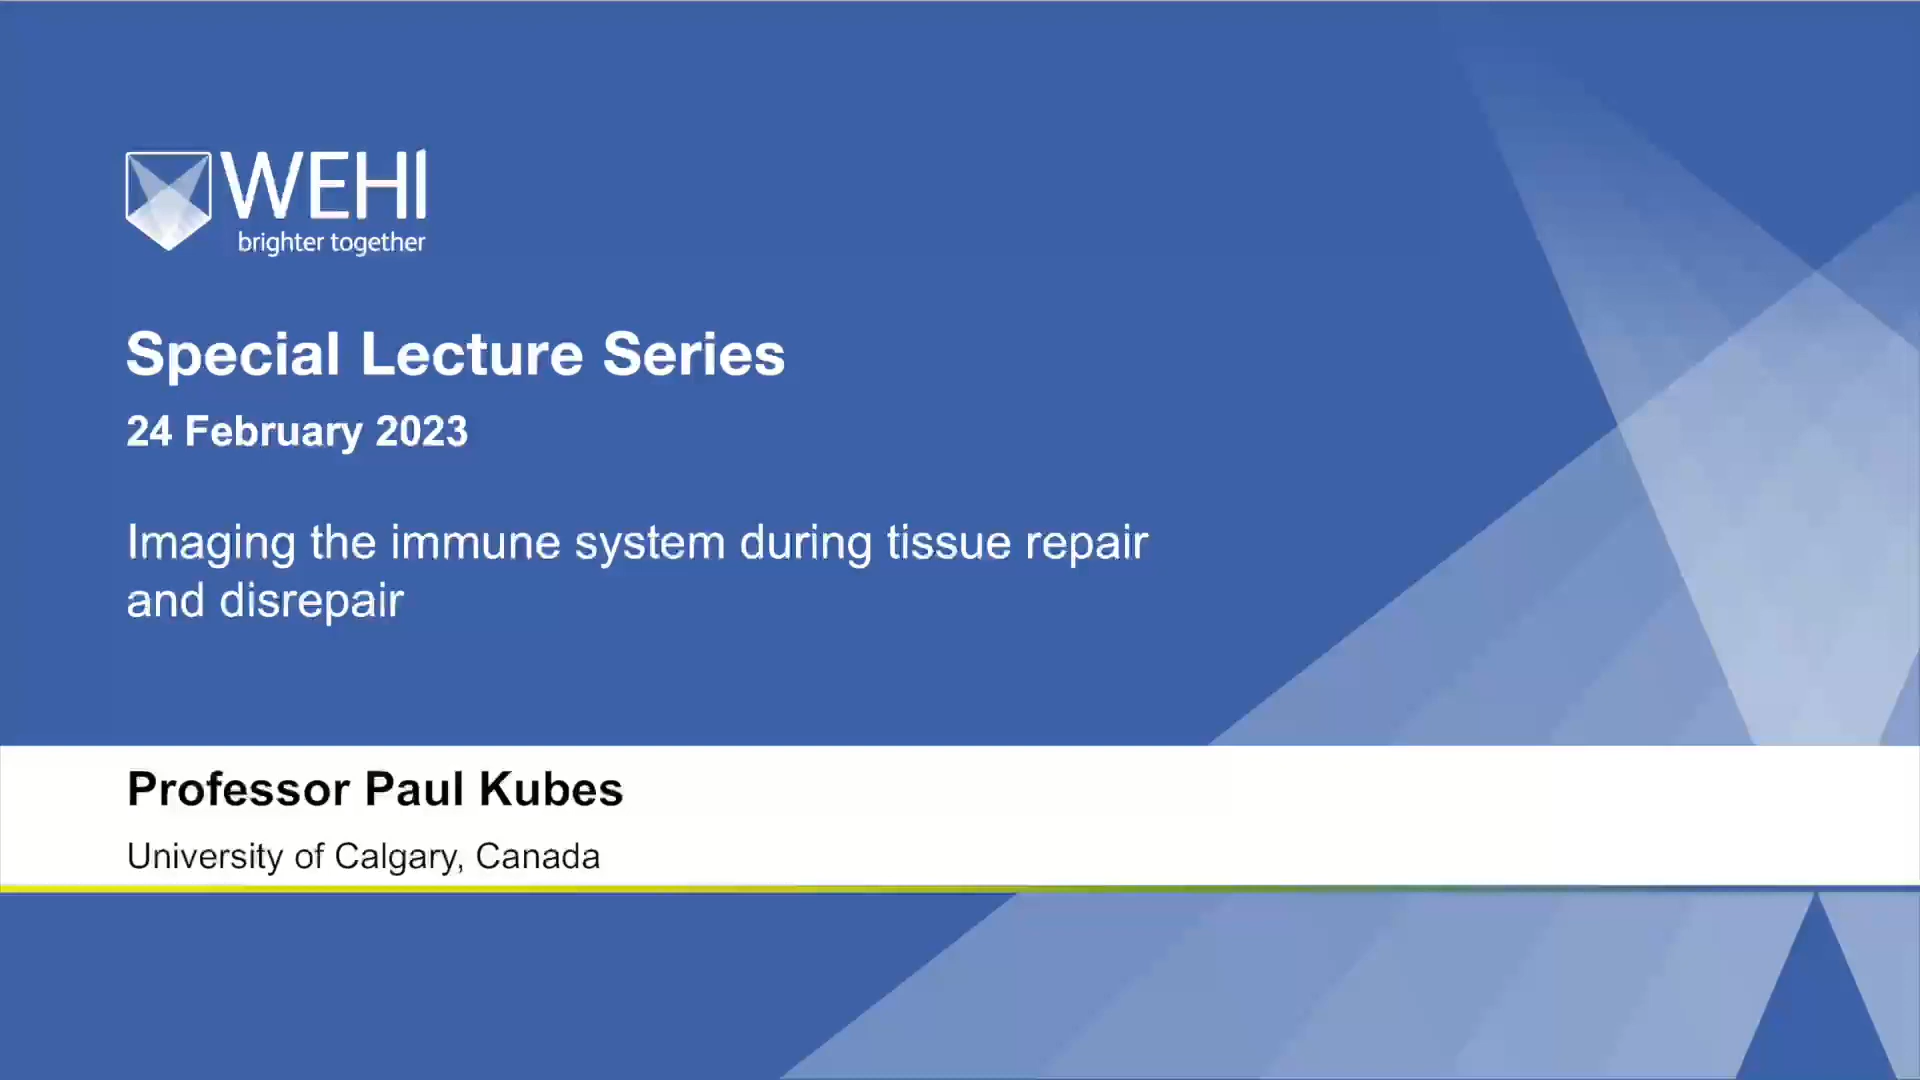 WEHI
brighter together
Special Lecture Series
24 February 2023
Imaging the immune system during tissue repair
and disrepair
Professor Paul Kubes
University of Calgary, Canada